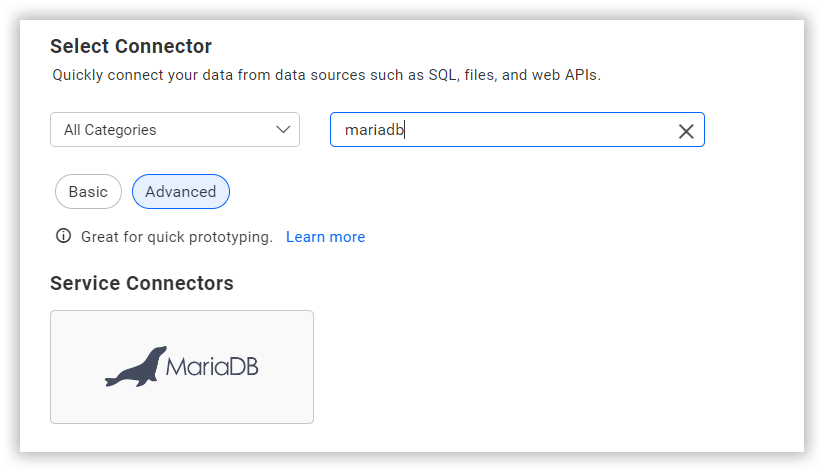 Select Connector
Quickly connect your data from data sources such as SQL, files, and web APIs.
All Categories
mariadb
Basic
Advanced
Great for quick prototyping. Learn more
Service Connectors
MariaDB